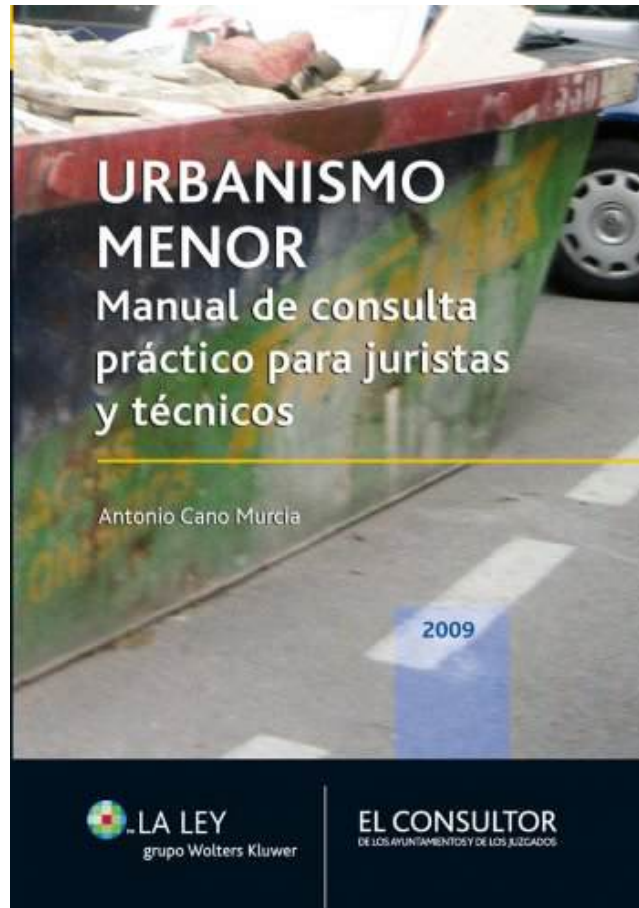 URBANISMO
MENOR
Manual de consulta
práctico para juristas
y técnicos
Antonio Cano Murcia
2009
LA LEY
grupo Wolters Kluwer
EL CONSULTOR
DE LOS AYUNTAMIENTOS Y DE LOS JUZGADOS